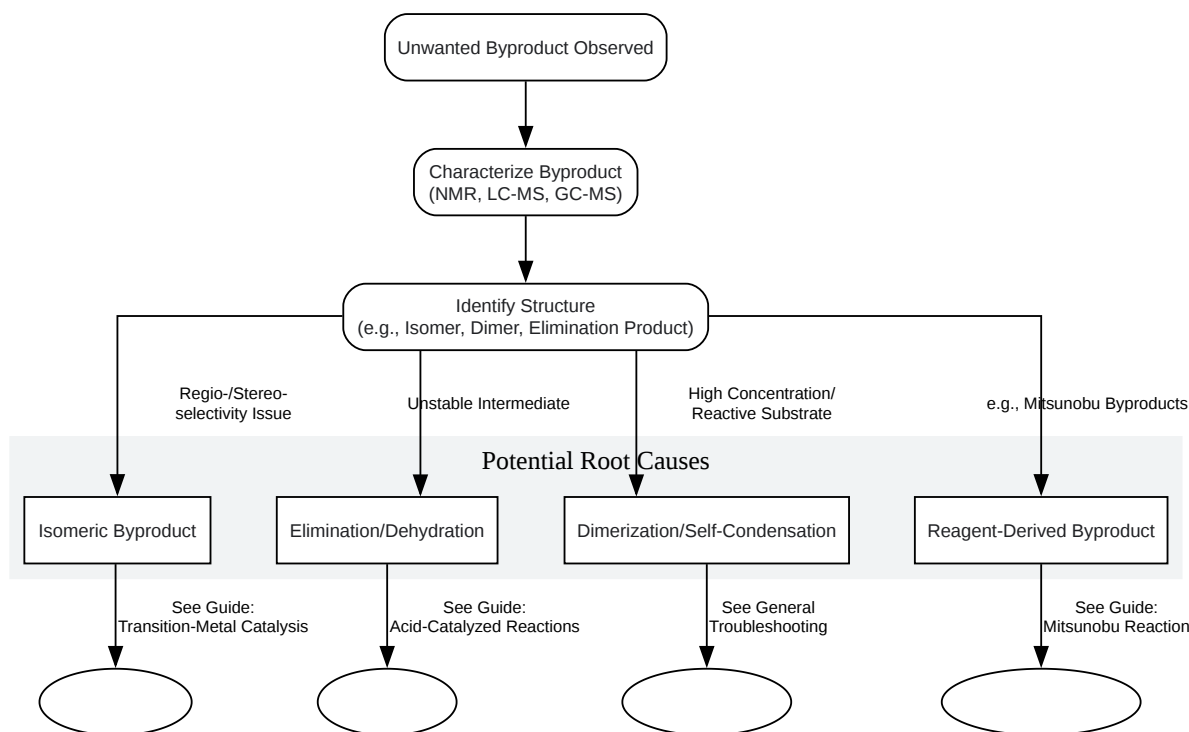 Unwanted Byproduct Observed
Characterize Byproduct
(NMR, LC-MS, GC-MS)
Identify Structure
(e.g., Isomer, Dimer, Elimination Product)
Regio-/Stereo-
selectivity Issue
Unstable Intermediate
High Concentration/
Reactive Substrate
e.g., Mitsunobu Byproducts
Potential Root Causes
Isomeric Byproduct
Elimination/Dehydration
Dimerization/Self-Condensation
Reagent-Derived Byproduct
See Guide:
Transition-Metal Catalysis
See Guide:
Acid-Catalyzed Reactions
See General
Troubleshooting
See Guide:
Mitsunobu Reaction